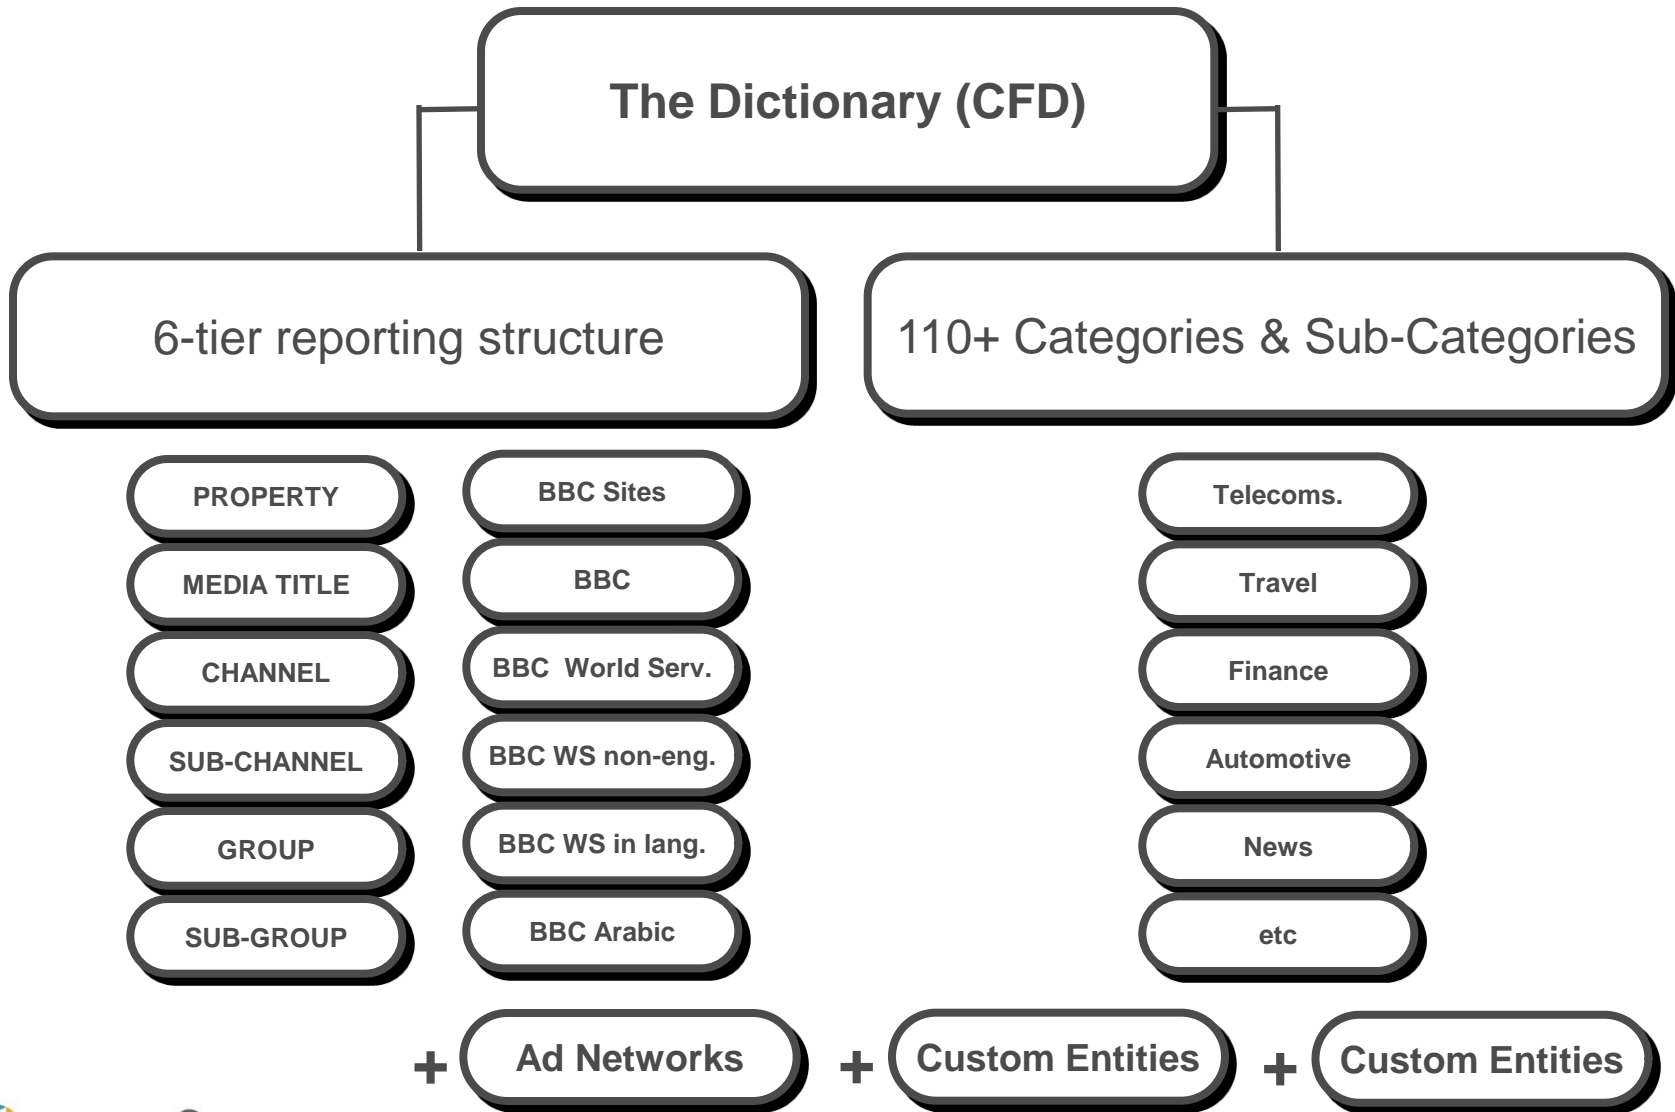 The Dictionary (CFD)
6-tier reporting structure
110+ Categories & Sub-Categories
PROPERTY
MEDIA TITLE
CHANNEL
SUB-CHANNEL
GROUP
SUB-GROUP
BBC Sites
BBC
BBC  World Serv.
BBC WS non-eng.
BBC WS in lang.
BBC Arabic
Telecoms.
Travel
Finance
Automotive
News
etc
+ Ad Networks + Custom Entities + Custom Entities